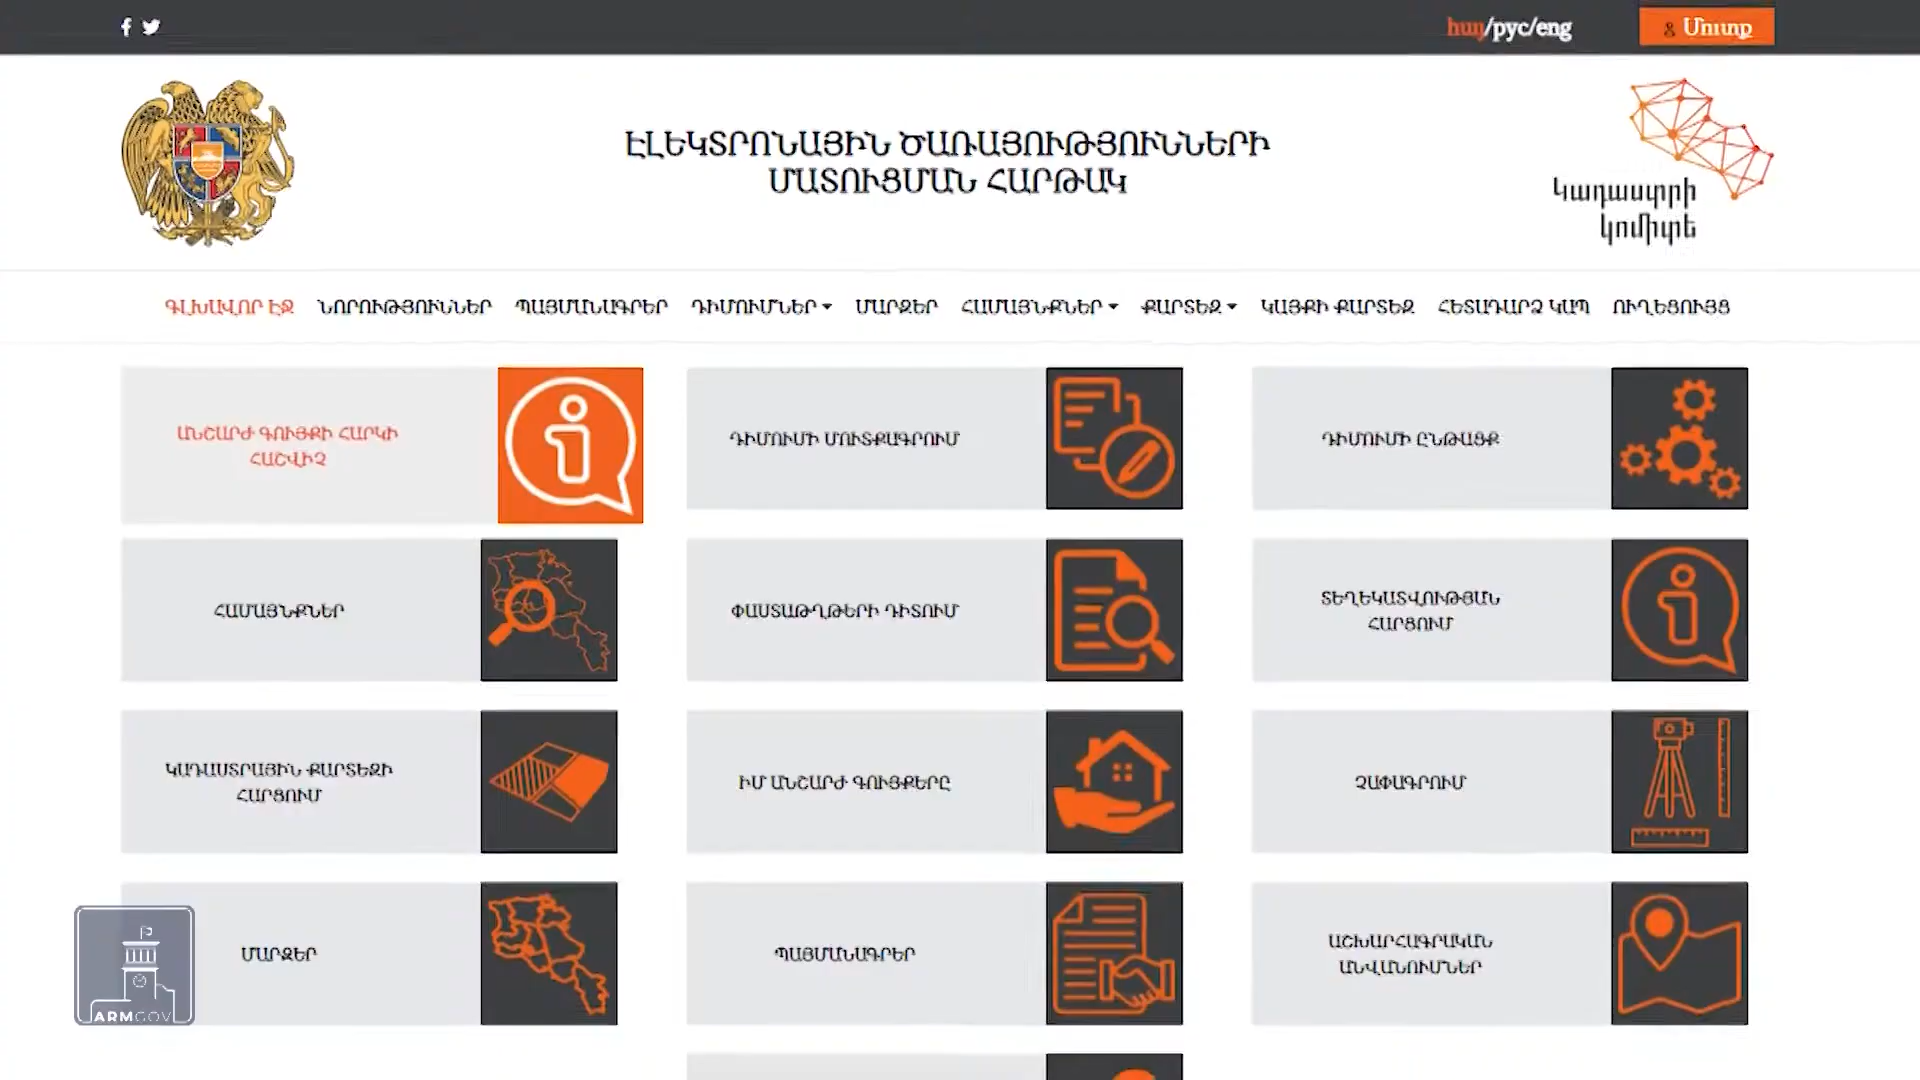 հայ/рус/eng
Մուտք
ԷԼԵԿՏՐՈՆԱՅԻՆ ԾԱՌԱՅՈՒԹՅՈՒՆՆԵՐԻ
ՄԱՏՈՒՑՄԱՆ ՀԱՐԹԱԿ
Կադաստրի
կոմիտե
ԳԼԽԱՎՈՐ ԷՋ ՆՈՐՈՒԹՅՈՒՆՆԵՐ ՊԱՅՄԱՆԱԳՐԵՐ ԴԻՄՈՒՄՆԵՐ ՄԱՐԶԵՐ ՀԱՄԱՅՆՔՆԵՐ ՔԱՐՏԵԶ ԿԱՅՔԻ ՔԱՐՏԵԶ ՀԵՏԱԴԱՐՁ ԿԱՊ ՈՒՂԵՑՈՒՅՑ
ԱՆՇԱՐԺ ԳՈՒՅՔԻ ՀԱՐԿԻ
ՀԱՇՎԻՉ
ԴԻՄՈՒՄԻ ՄՈՒՏՔԱԳՐՈՒՄ
ԴԻՄՈՒՄԻ ԸՆԹԱՑՔ
ՀԱՄԱՅՆՔՆԵՐ
ՓԱՍՏԱԹՂԹԵՐԻ ԴԻՏՈՒՄ
ՏԵՂԵԿԱՏՎՈՒԹՅԱՆ
ՀԱՐՑՈՒՄ
ԿԱԴԱՍՏՐԱՅԻՆ ՔԱՐՏԵԶԻ
ՀԱՐՑՈՒՄ
ԻՄ ԱՆՇԱՐԺ ԳՈՒՅՔԵՐԸ
ՉԱՓԱԳՐՈՒՄ
ՄԱՐԶԵՐ
ՊԱՅՄԱՆԱԳՐԵՐ
ԱՇԽԱՐՀԱԳՐԱԿԱՆ
ԱՆՎԱՆՈՒՄՆԵՐ
ARMGOV